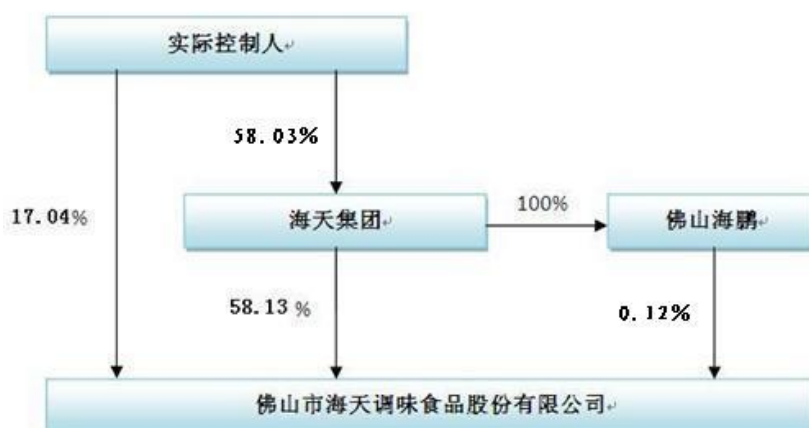 实际控制人
58.03%
17.04%
海天集团
100%
佛山海鹏
58.13 %
0.12%
佛山市海天调味食品股份有限公司